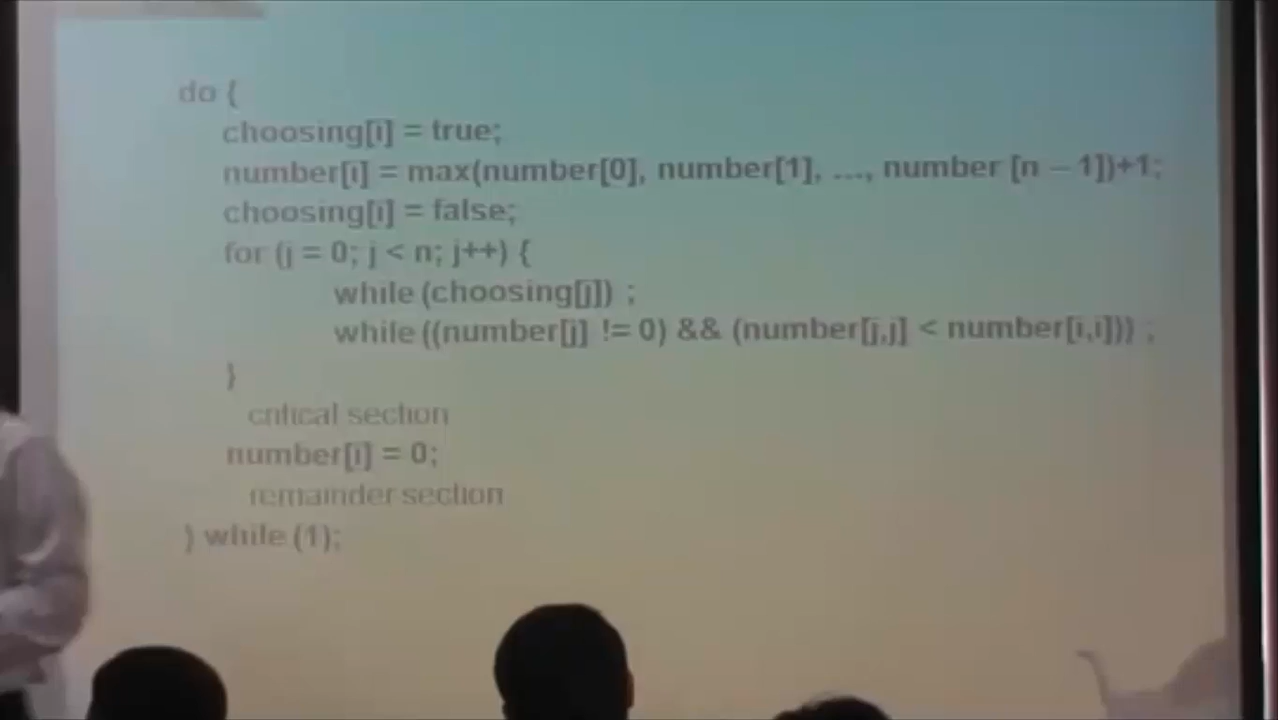 do {
choosing[i] = true;
number[i] = max(number[0], number[1], ..., number [n – 1])+1;
choosing[i] = false;
for (j = 0; j < n; j++) {
while (choosing[j]) ;
while ((number[j] != 0) && (number[j,j] < number[i,i])) ;
}
critical section
number[i] = 0;
remainder section
} while (1);